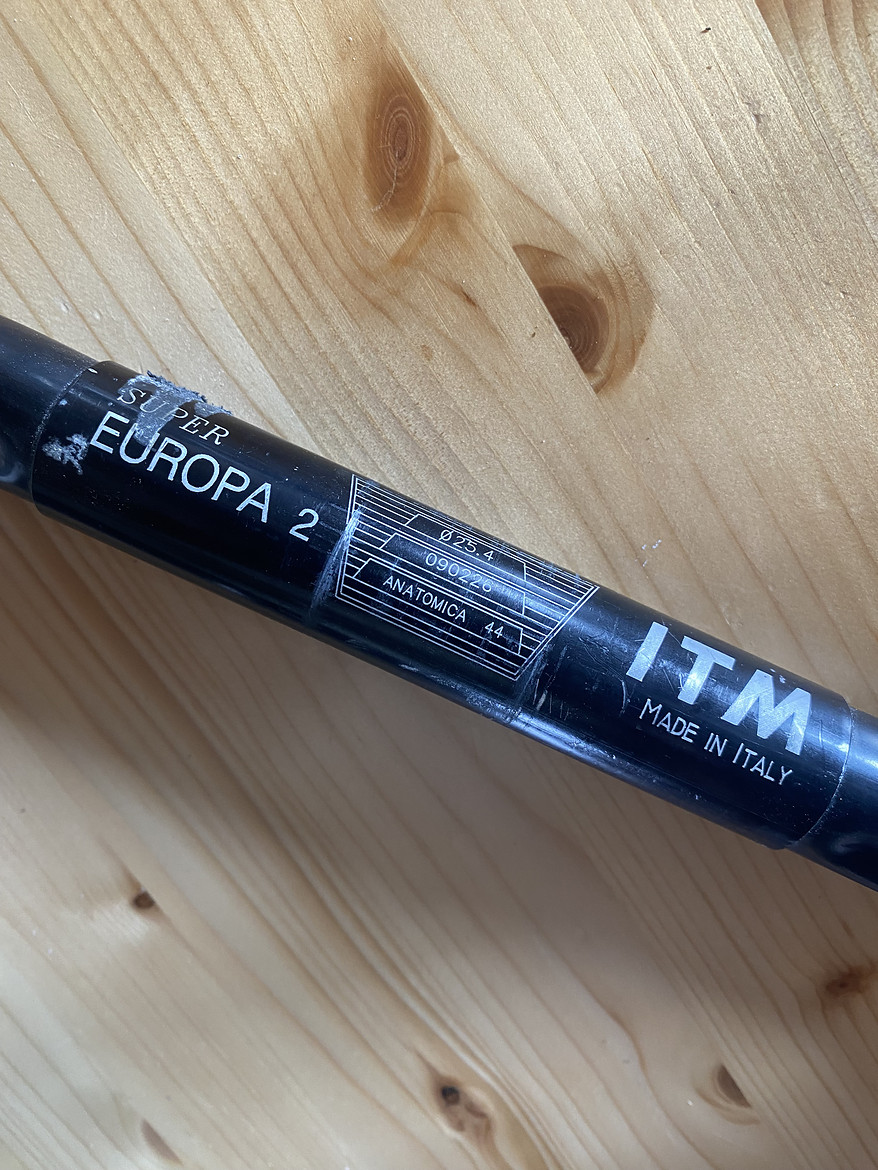 SUPER
EUROPA 2
Ø25.4
090226
ANATOMICA 44
ITM
MADE IN ITALY